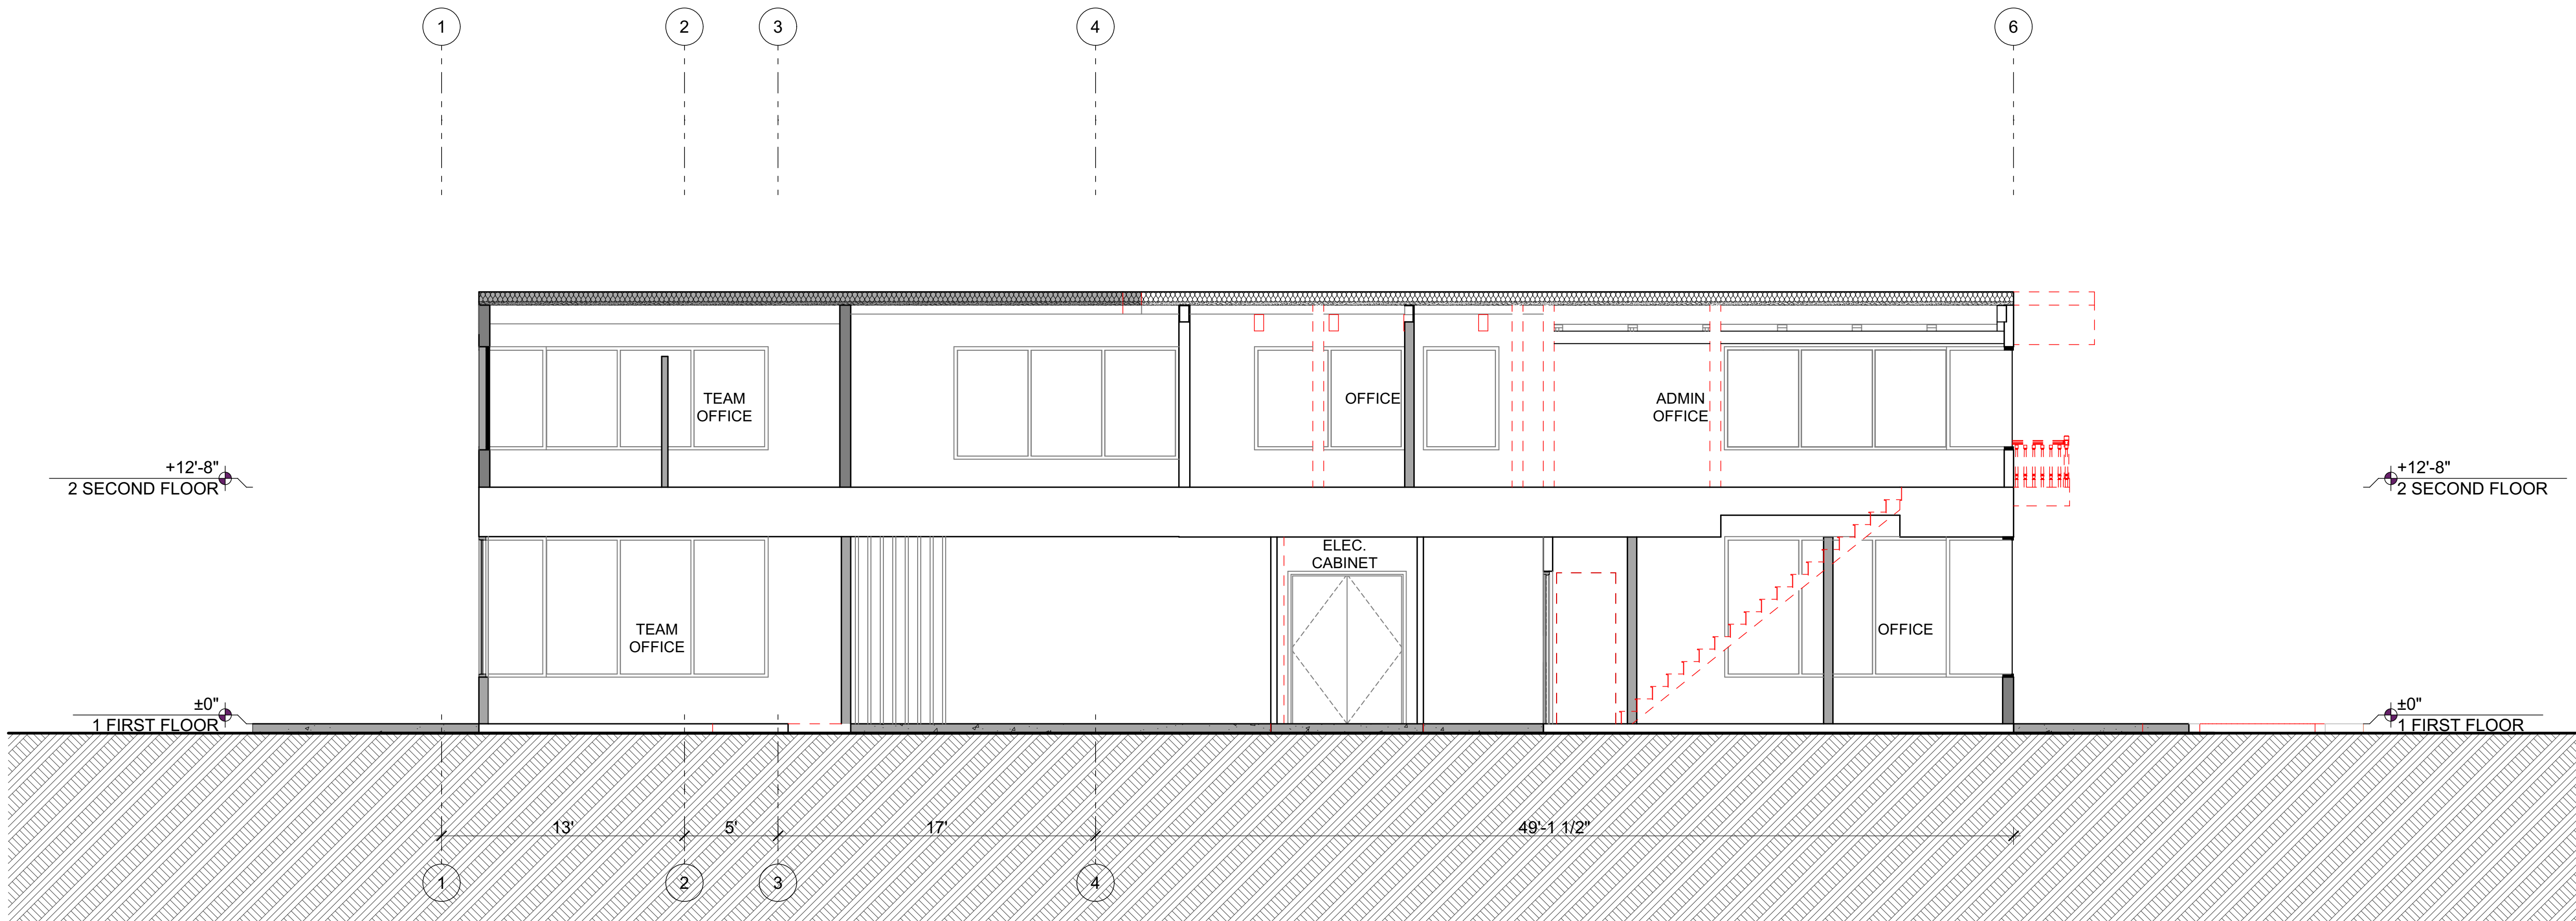 1
2
3
4
6
TEAM
OFFICE
OFFICE
ADMIN
OFFICE
+12'-8"
2 SECOND FLOOR
+12'-8"
2 SECOND FLOOR
ELEC.
CABINET
TEAM
OFFICE
OFFICE
±0"
1 FIRST FLOOR
±0"
1 FIRST FLOOR
13'
5'
17'
49'-1 1/2"
1
2
3
4